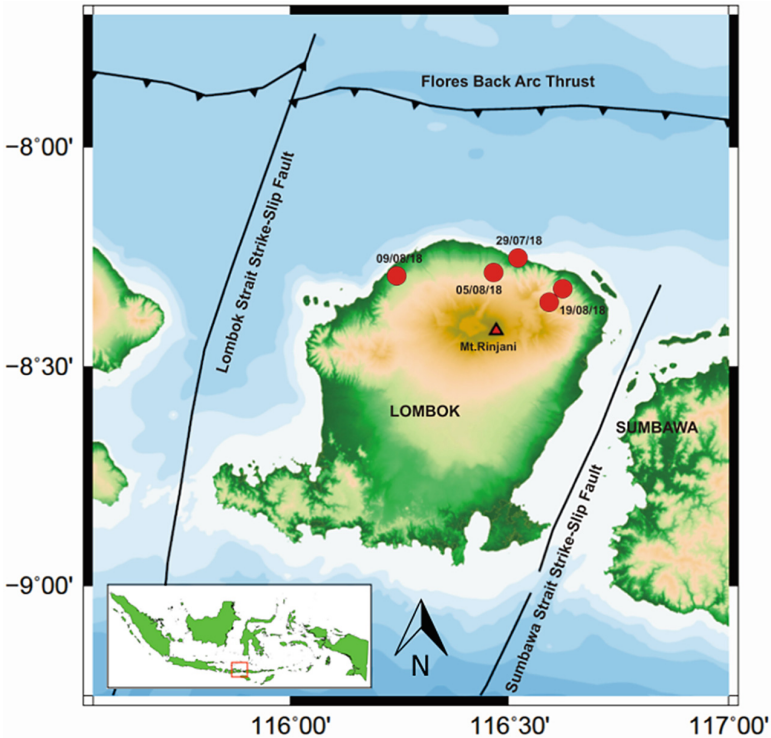 Flores Back Arc Thrust
−8°00'
Lombok Strait Strike-Slip Fault
29/07/18
09/08/18
05/08/18
19/08/18
Mt.Rinjani
−8°30'
LOMBOK
SUMBAWA
Sumbawa Strait Strike-Slip Fault
−9°00'
N
116°00'
116°30'
117°00'